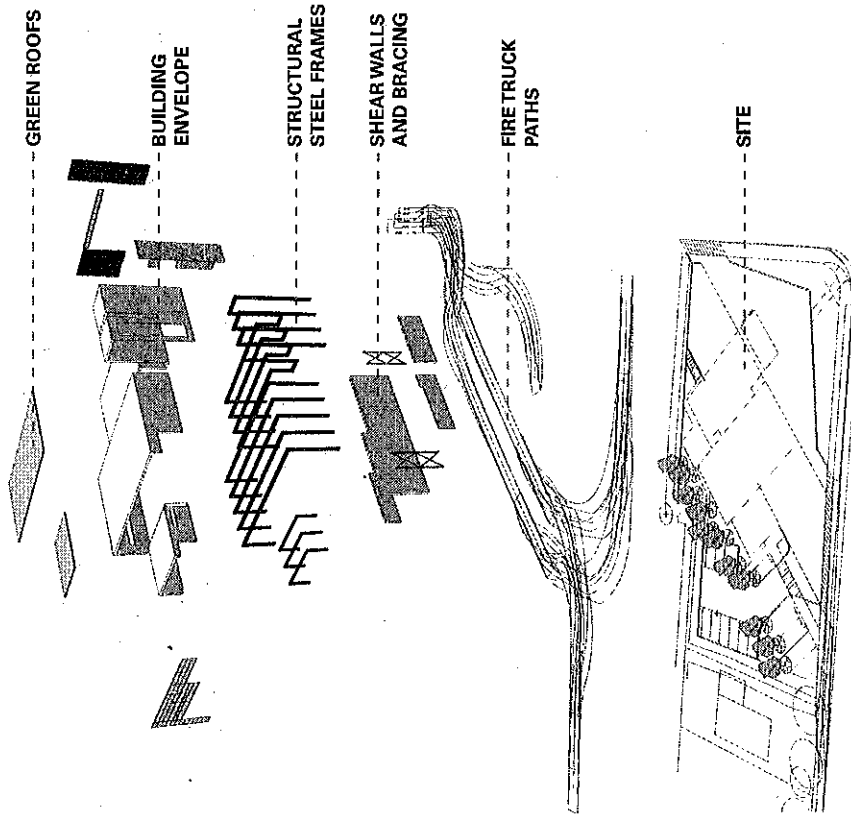 GREEN ROOFS
BUILDING
ENVELOPE
STRUCTURAL
STEEL FRAMES
SHEAR WALLS
AND BRACING
FIRE TRUCK
PATHS
SITE